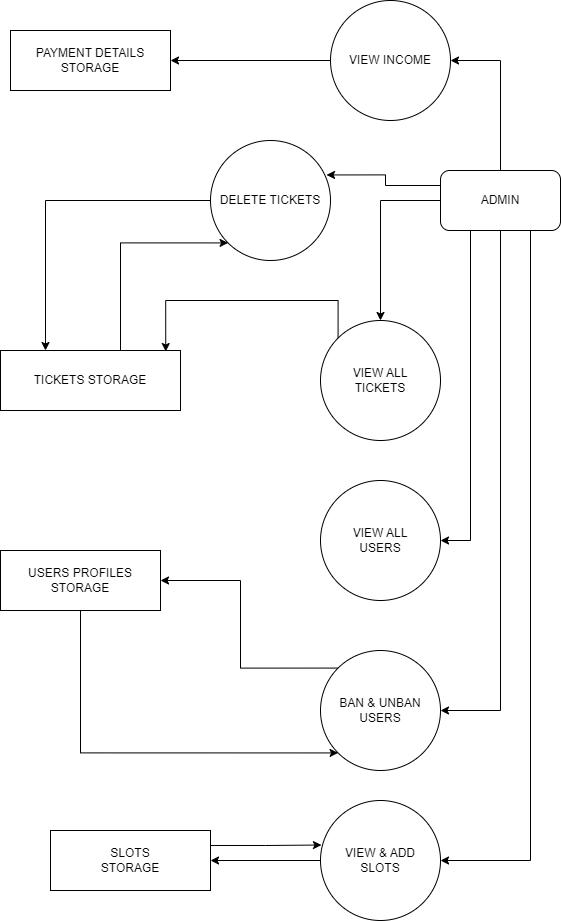 PAYMENT DETAILS
STORAGE
VIEW INCOME
DELETE TICKETS
ADMIN
TICKETS STORAGE
VIEW ALL
TICKETS
VIEW ALL
USERS
USERS PROFILES
STORAGE
BAN & UNBAN
USERS
SLOTS
STORAGE
VIEW & ADD
SLOTS